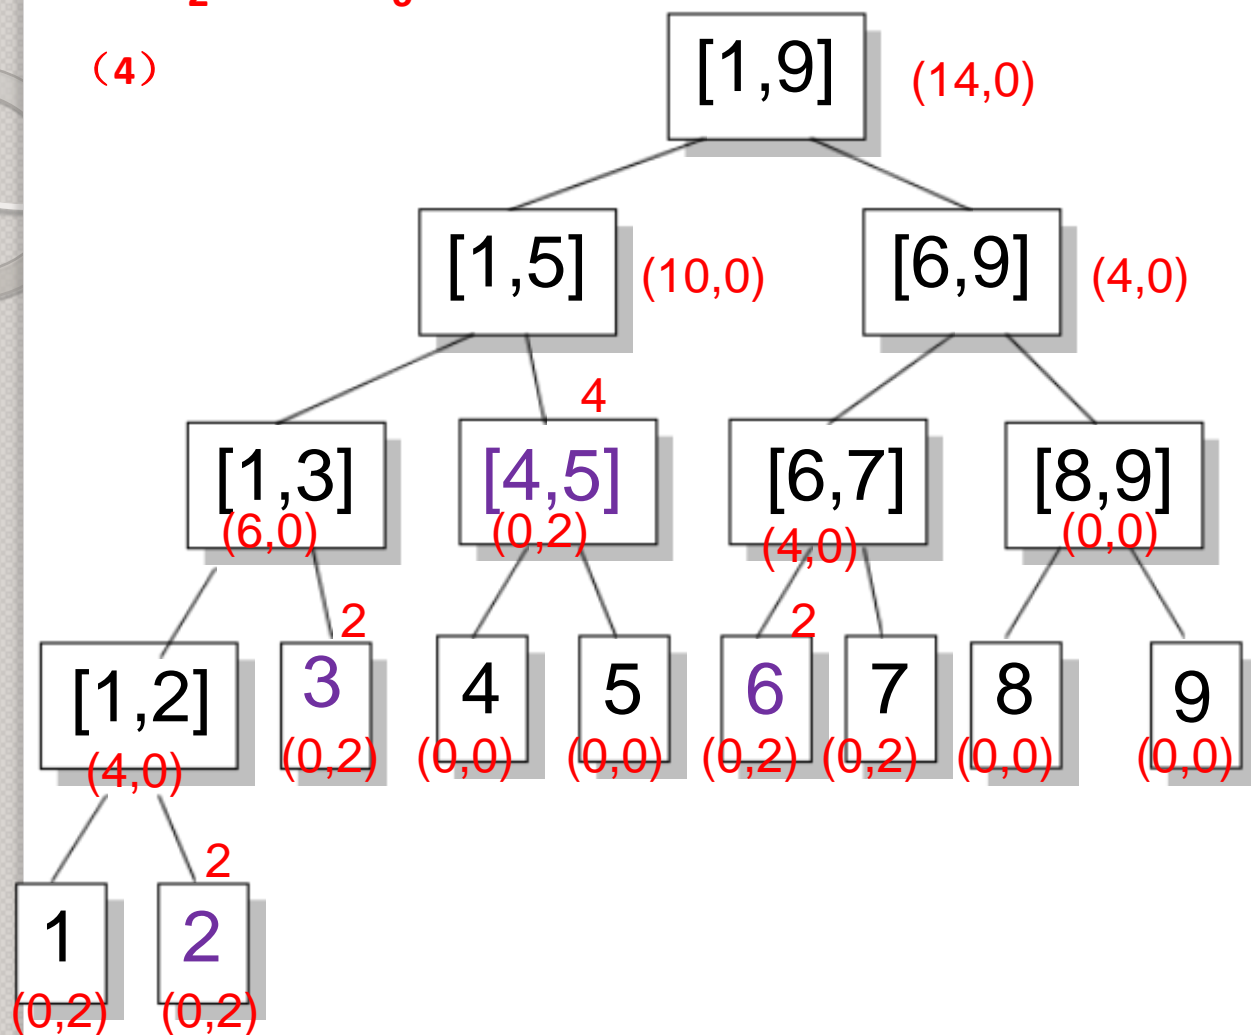 2 6
（4）
[1,9] (14,0)
[1,5] (10,0) [6,9] (4,0)
4
[1,3] [4,5] [6,7] [8,9]
(6,0) (0,2) (4,0) (0,0)
2 2
[1,2] 3 4 5 6 7 8 9
(4,0) (0,2) (0,0) (0,0) (0,2) (0,2) (0,0) (0,0)
2
1 2
(0,2) (0,2)